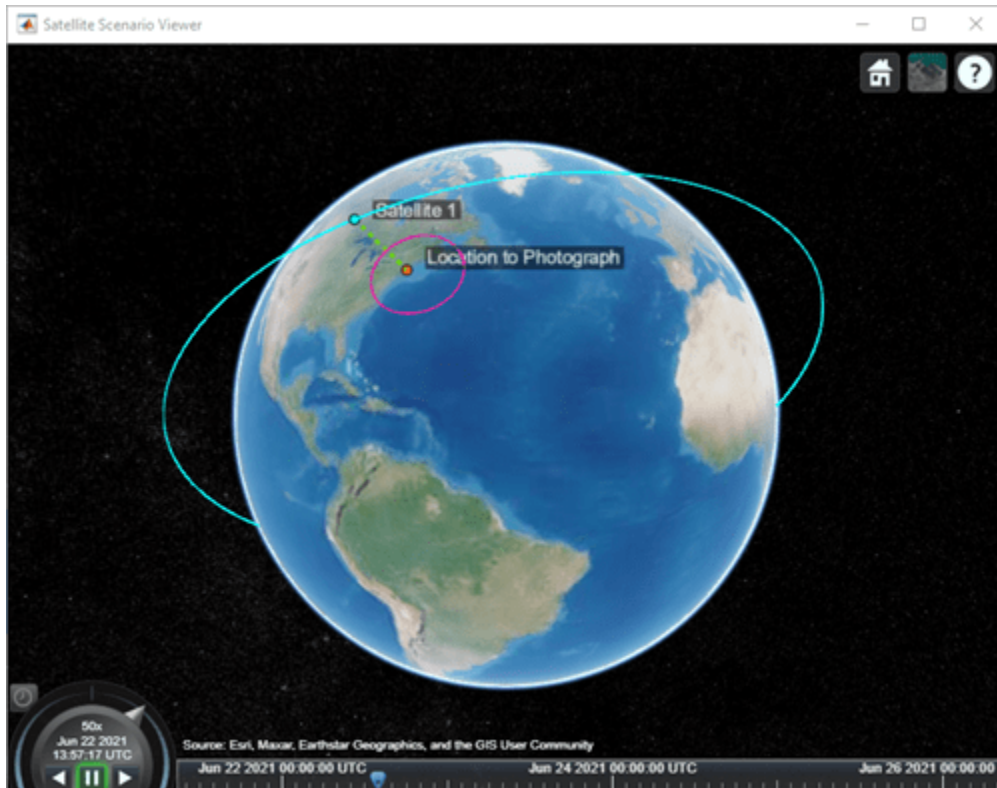 Satellite Scenario Viewer
?
Satellite 1
Location to Photograph
50x
Jun 22 2021
13:57:17 UTC
Source: Esri, Maxar, Earthstar Geographics, and the GIS User Community
Jun 22 2021 00:00:00 UTC Jun 24 2021 00:00:00 UTC Jun 26 2021 00:00:00